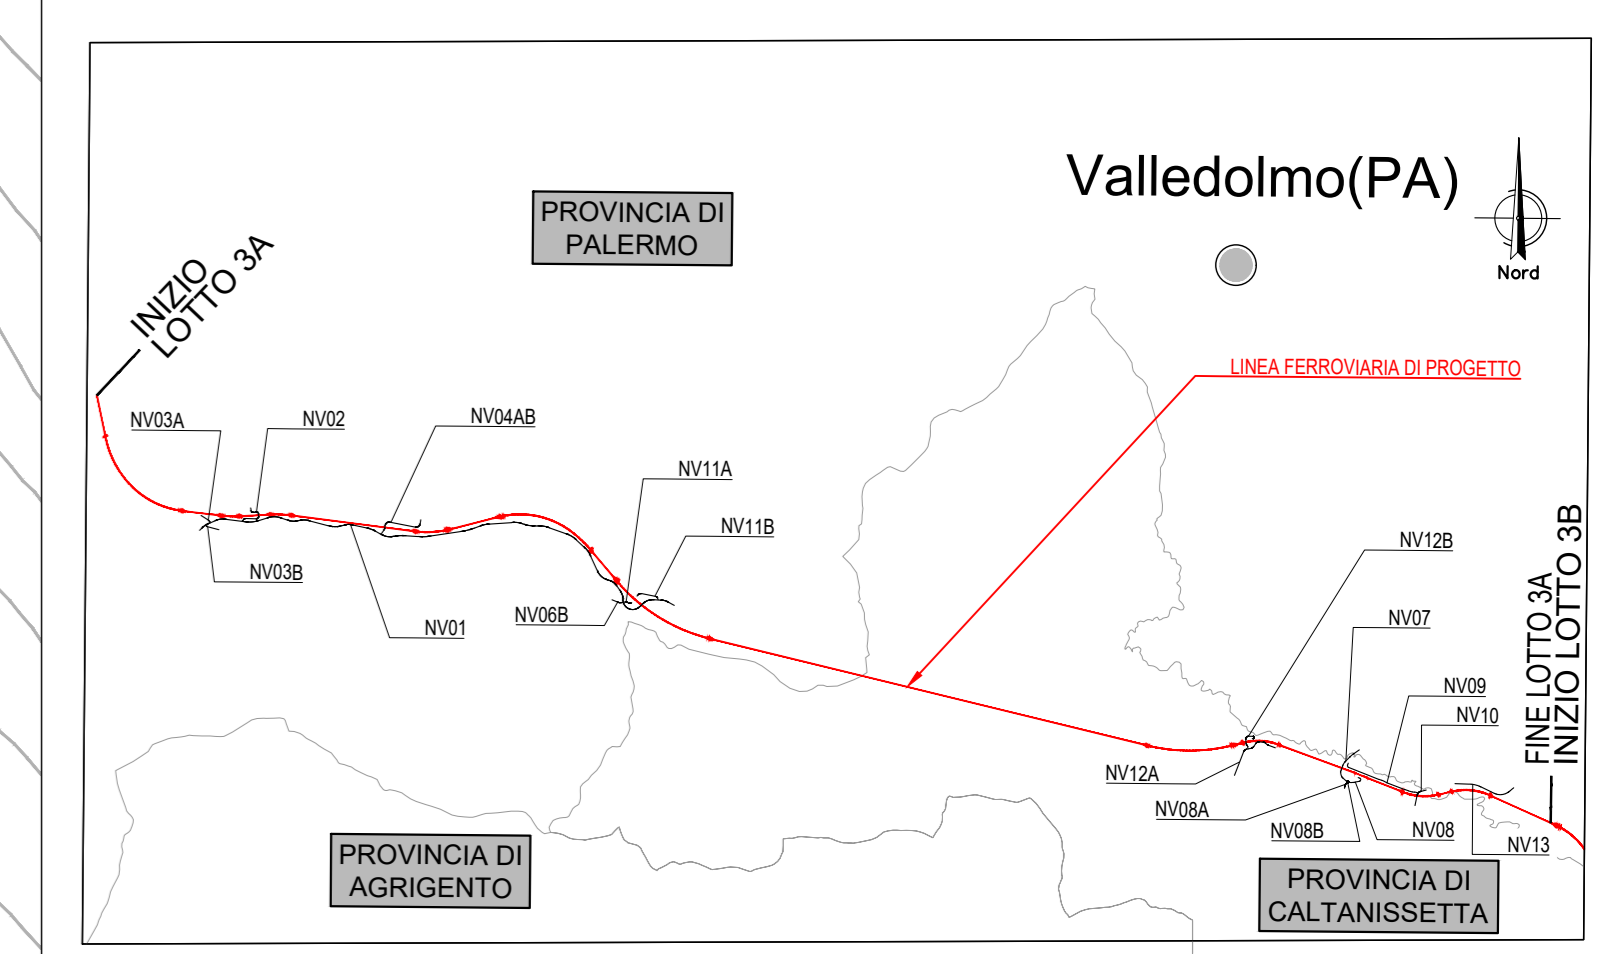 Valledolmo(PA)
PROVINCIA DI
PALERMO
Nord
INIZIO
LOTTO 3A
LINEA FERROVIARIA DI PROGETTO
NV03A
NV02
NV04AB
NV11A
NV11B
NV12B
NV03B
NV06B
NV01
NV07
FINE LOTTO 3A
INIZIO LOTTO 3B
NV09
NV10
NV12A
NV08A
NV08B
NV08
NV13
PROVINCIA DI
AGRIGENTO
PROVINCIA DI
CALTANISSETTA